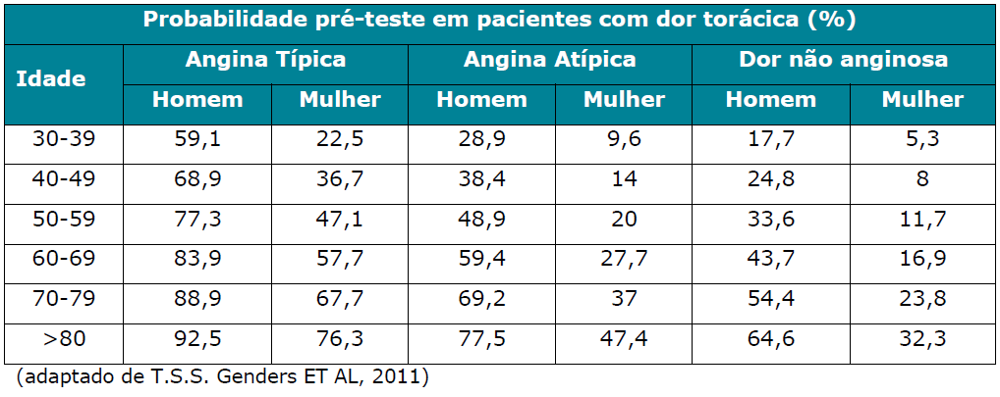 Probabilidade pré-teste em pacientes com dor torácica (%)
Idade Angina Típica Angina Atípica Dor não anginosa
Homem Mulher Homem Mulher Homem Mulher
30-39 59,1 22,5 28,9 9,6 17,7 5,3
40-49 68,9 36,7 38,4 14 24,8 8
50-59 77,3 47,1 48,9 20 33,6 11,7
60-69 83,9 57,7 59,4 27,7 43,7 16,9
70-79 88,9 67,7 69,2 37 54,4 23,8
>80 92,5 76,3 77,5 47,4 64,6 32,3
(adaptado de T.S.S. Genders ET AL, 2011)